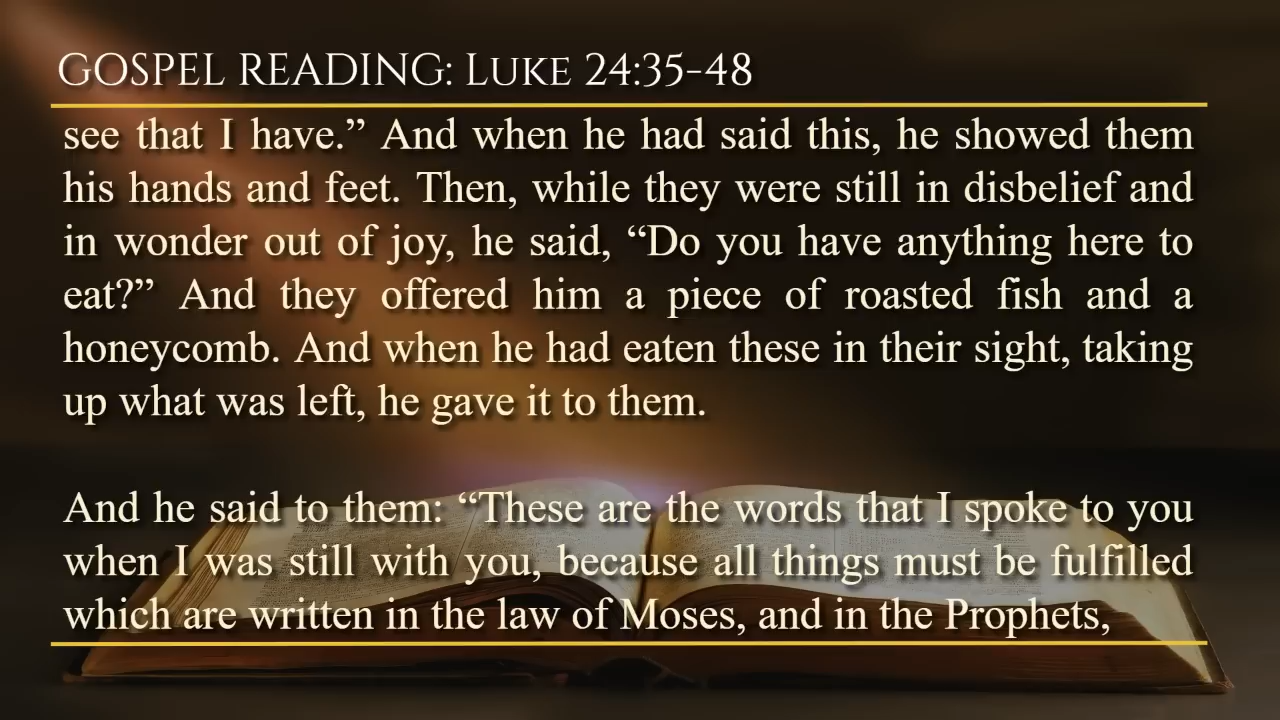 GOSPEL READING: LUKE 24:35-48
see that I have.” And when he had said this, he showed them
his hands and feet. Then, while they were still in disbelief and
in wonder out of joy, he said, “Do you have anything here to
eat?” And they offered him a piece of roasted fish and a
honeycomb. And when he had eaten these in their sight, taking
up what was left, he gave it to them.
And he said to them: “These are the words that I spoke to you
when I was still with you, because all things must be fulfilled
which are written in the law of Moses, and in the Prophets,